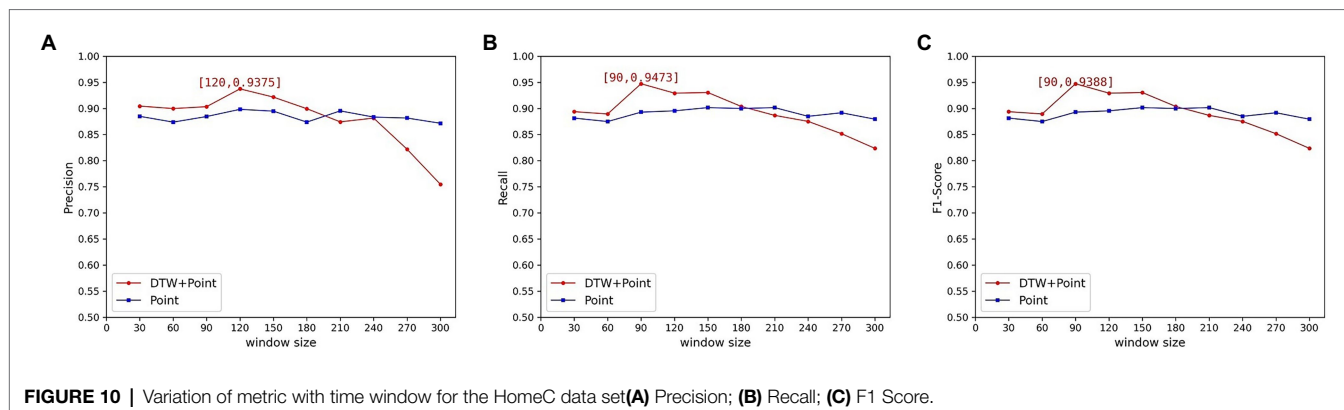 A
1.00
0.95
0.90
0.85
0.80
0.75
0.70
0.65
0.60
0.55
0.50
Precision
[120,0.9375]
DTW+Point
Point
0 30 60 90 120 150 180 210 240 270 300
window size
B
1.00
0.95
0.90
0.85
0.80
0.75
0.70
0.65
0.60
0.55
0.50
Recall
[90,0.9473]
DTW+Point
Point
0 30 60 90 120 150 180 210 240 270 300
window size
C
1.00
0.95
0.90
0.85
0.80
0.75
0.70
0.65
0.60
0.55
0.50
F1-Score
[90,0.9388]
DTW+Point
Point
0 30 60 90 120 150 180 210 240 270 300
window size
FIGURE 10 | Variation of metric with time window for the HomeC data set(A) Precision; (B) Recall; (C) F1 Score.